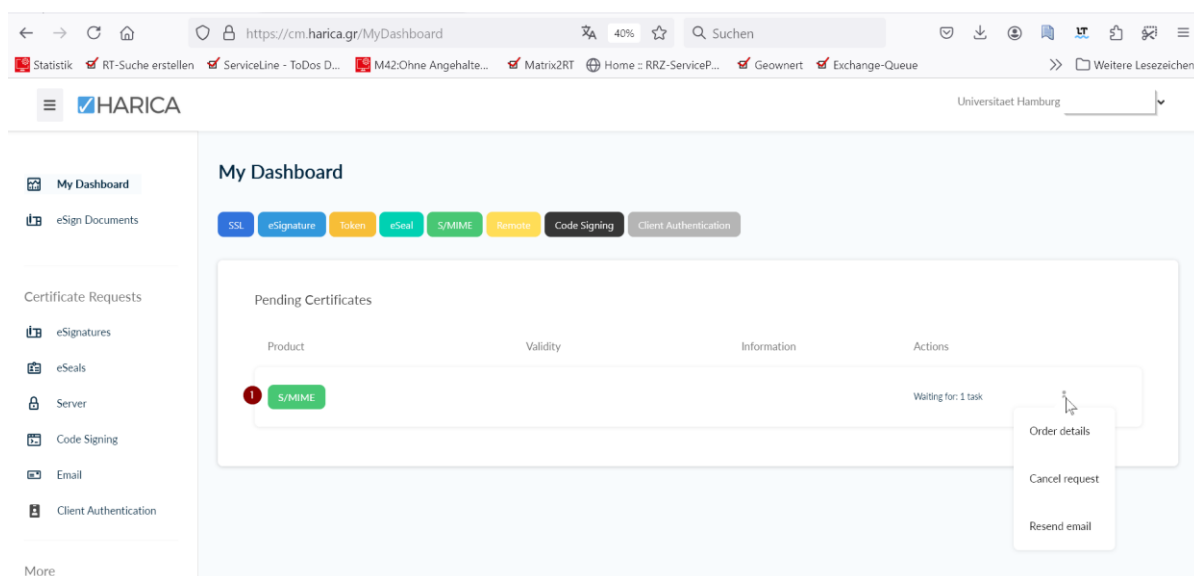 https://cm.harica.gr/MyDashboard 40% Suchen
Statistik RT-Suche erstellen ServiceLine - ToDos D... M42:Ohne Angehalte... Matrix2RT Home :: RRZ-ServiceP... Geownert Exchange-Queue Weitere Lesezeichen
HARICA Universitaet Hamburg
My Dashboard
eSign Documents
Certificate Requests
eSignatures
eSeals
Server
Code Signing
Email
Client Authentication
More
My Dashboard
SSL eSignature Token eSeal S/MIME Remote Code Signing Client Authentication
Pending Certificates
Product Validity Information Actions
1 S/MIME Waiting for: 1 task
Order details
Cancel request
Resend email